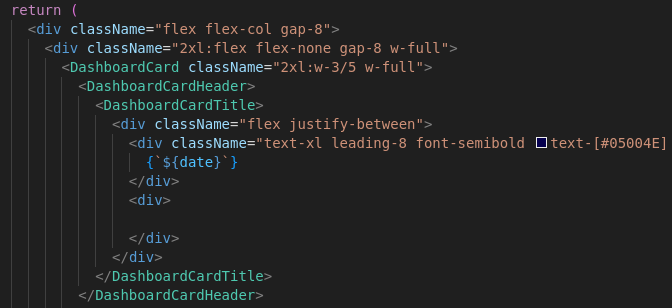 return (
<div className="flex flex-col gap-8">
<div className="2xl:flex flex-none gap-8 w-full">
<DashboardCard className="2xl:w-3/5 w-full">
<DashboardCardHeader>
<DashboardCardTitle>
<div className="flex justify-between">
<div className="text-xl leading-8 font-semibold text-[#05004E]
{`${date}`}
</div>
<div>
</div>
</div>
</DashboardCardTitle>
</DashboardCardHeader>